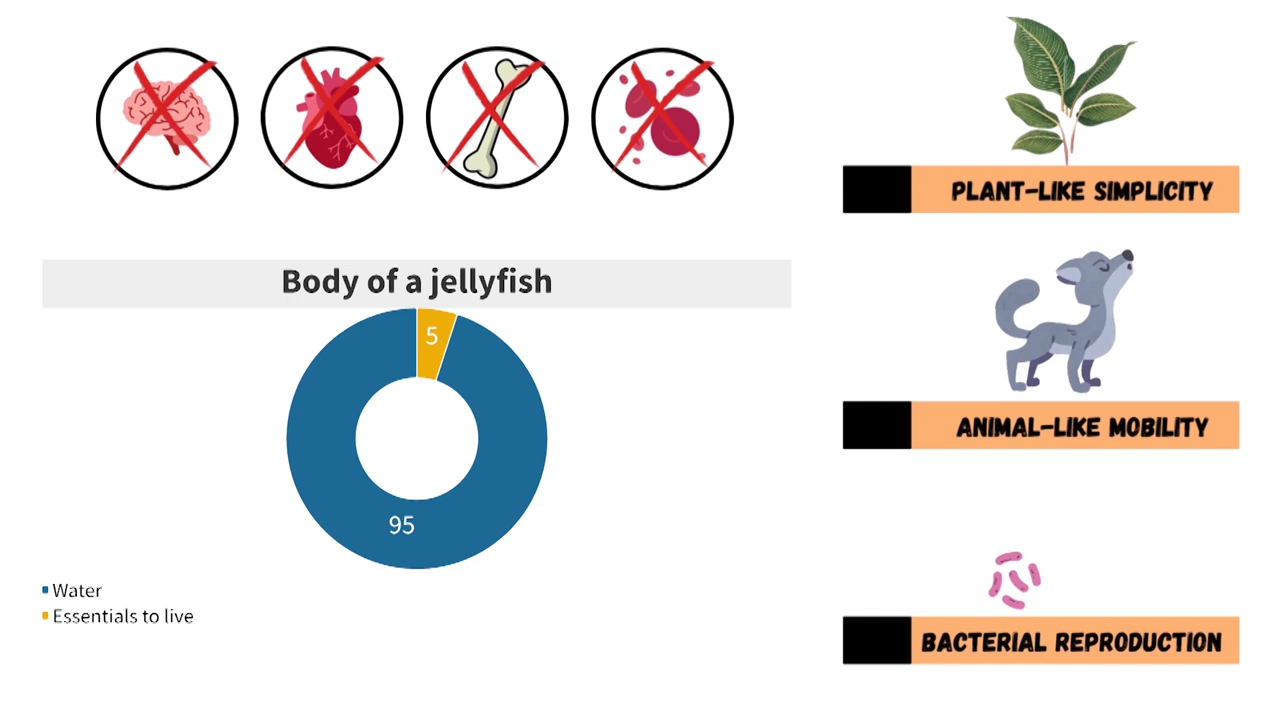 Body of a jellyfish
5
95
Water
Essentials to live
PLANT-LIKE SIMPLICITY
ANIMAL-LIKE MOBILITY
BACTERIAL REPRODUCTION